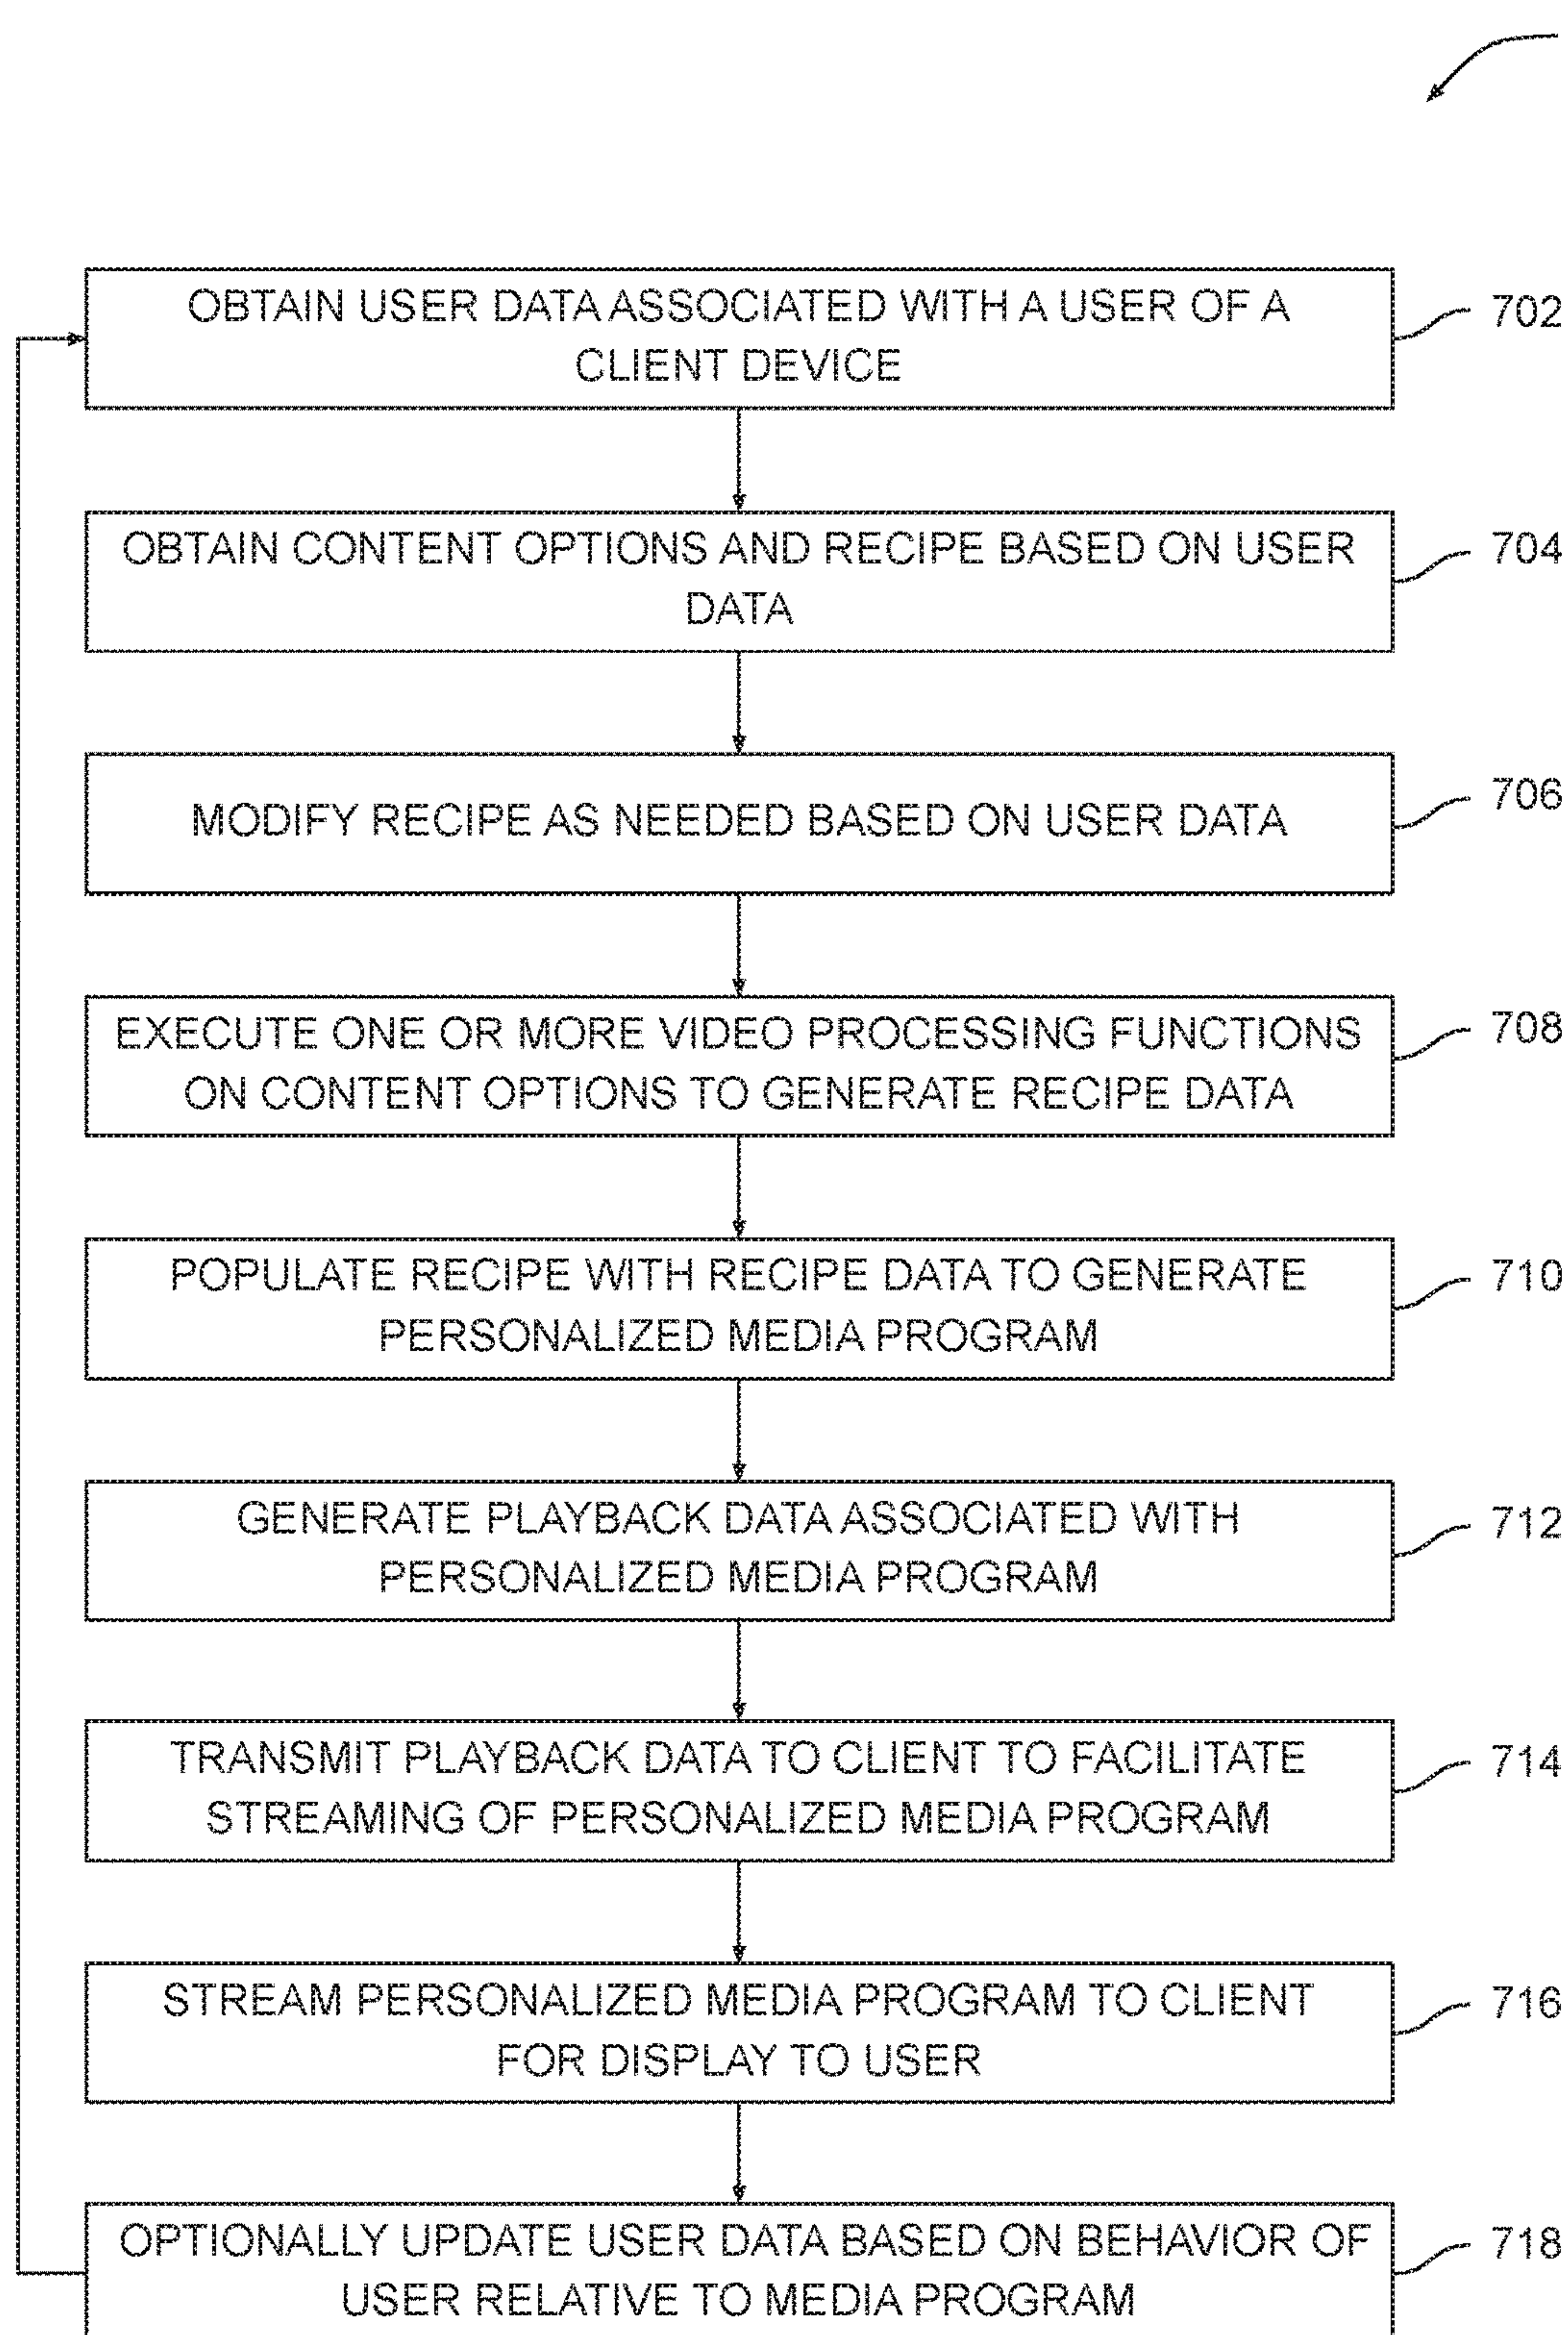 OBTAIN USER DATA ASSOCIATED WITH A USER OF A
CLIENT DEVICE
702
OBTAIN CONTENT OPTIONS AND RECIPE BASED ON USER
DATA
704
MODIFY RECIPE AS NEEDED BASED ON USER DATA
706
EXECUTE ONE OR MORE VIDEO PROCESSING FUNCTIONS
ON CONTENT OPTIONS TO GENERATE RECIPE DATA
708
POPULATE RECIPE WITH RECIPE DATA TO GENERATE
PERSONALIZED MEDIA PROGRAM
710
GENERATE PLAYBACK DATA ASSOCIATED WITH
PERSONALIZED MEDIA PROGRAM
712
TRANSMIT PLAYBACK DATA TO CLIENT TO FACILITATE
STREAMING OF PERSONALIZED MEDIA PROGRAM
714
STREAM PERSONALIZED MEDIA PROGRAM TO CLIENT
FOR DISPLAY TO USER
716
OPTIONALLY UPDATE USER DATA BASED ON BEHAVIOR OF
USER RELATIVE TO MEDIA PROGRAM
718